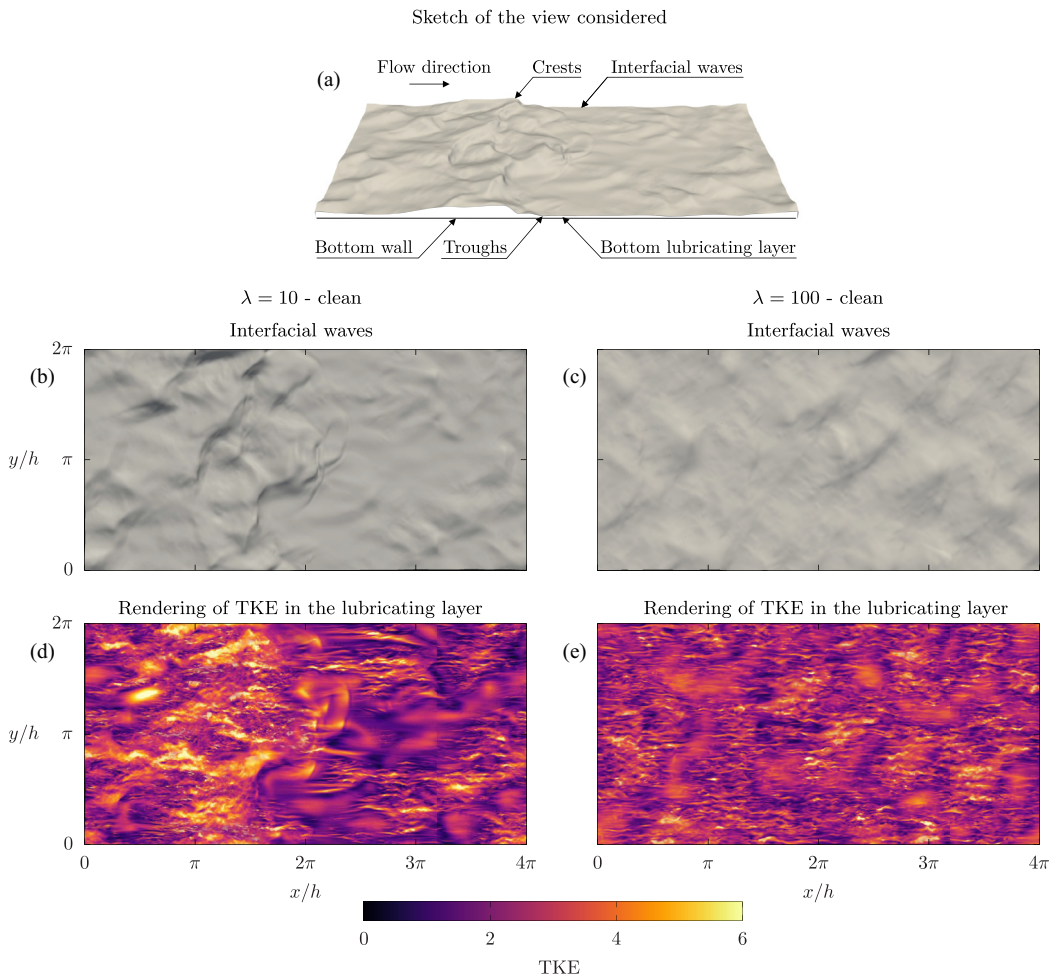 Sketch of the view considered
(a)
Flow direction
Crests
Interfacial waves
Bottom wall
Troughs
Bottom lubricating layer
λ = 10 - clean
λ = 100 - clean
Interfacial waves
Interfacial waves
(b)
(c)
2π
y/h
π
0
Rendering of TKE in the lubricating layer
Rendering of TKE in the lubricating layer
(d)
(e)
2π
y/h
π
0
0
π
2π
3π
4π
0
π
2π
3π
4π
x/h
x/h
0
2
4
6
TKE